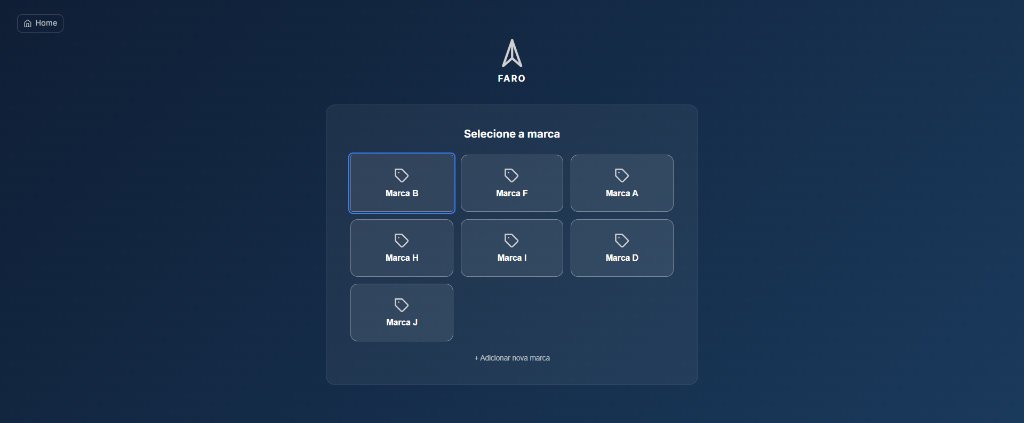 Home
FARO
Selecione a marca
Marca B
Marca F
Marca A
Marca H
Marca I
Marca D
Marca J
+ Adicionar nova marca